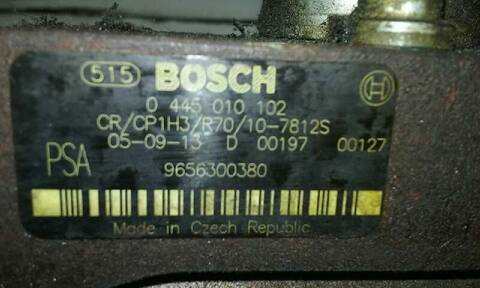 515 BOSCH
0 445 010 102
CR/CP1H3/R70/10-7812S
05-09-13 D 00197 00127
PSA 9656300380
Made in Czech Republic